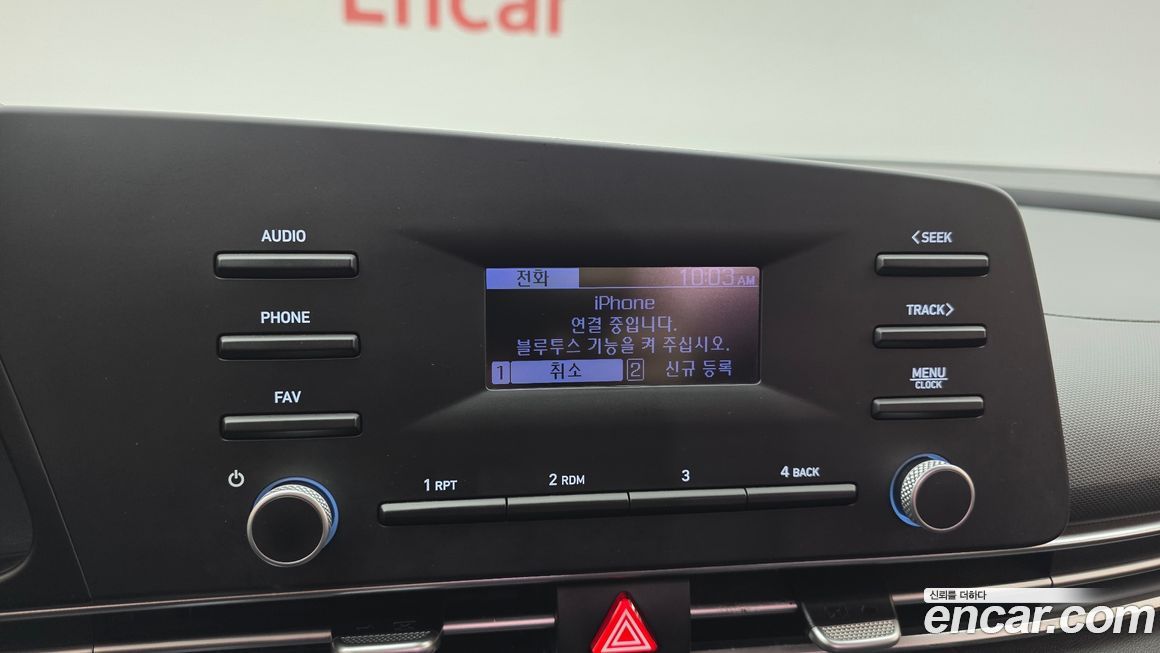 Encar
AUDIO
PHONE
FAV
전화 10:03 AM
iPhone
연결 중입니다.
블루투스 기능을 켜 주십시오.
1 취소 2 신규 등록
<SEEK
TRACK>
MENU
CLOCK
1 RPT 2 RDM 3 4 BACK
신뢰를 더하다
encar.com